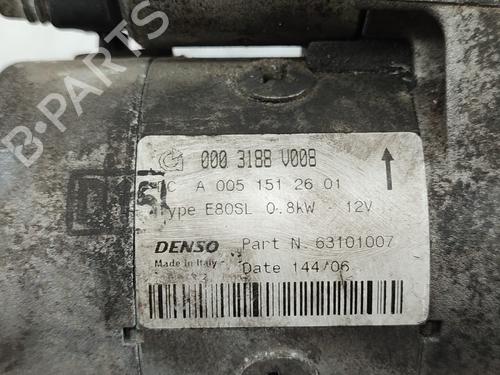 B-PARTS
000 3188 V008
C A 005 151 26 01
Type E80SL 0.8kW 12V
DENSO Part N. 63101007
Made in Italy Date 144/06